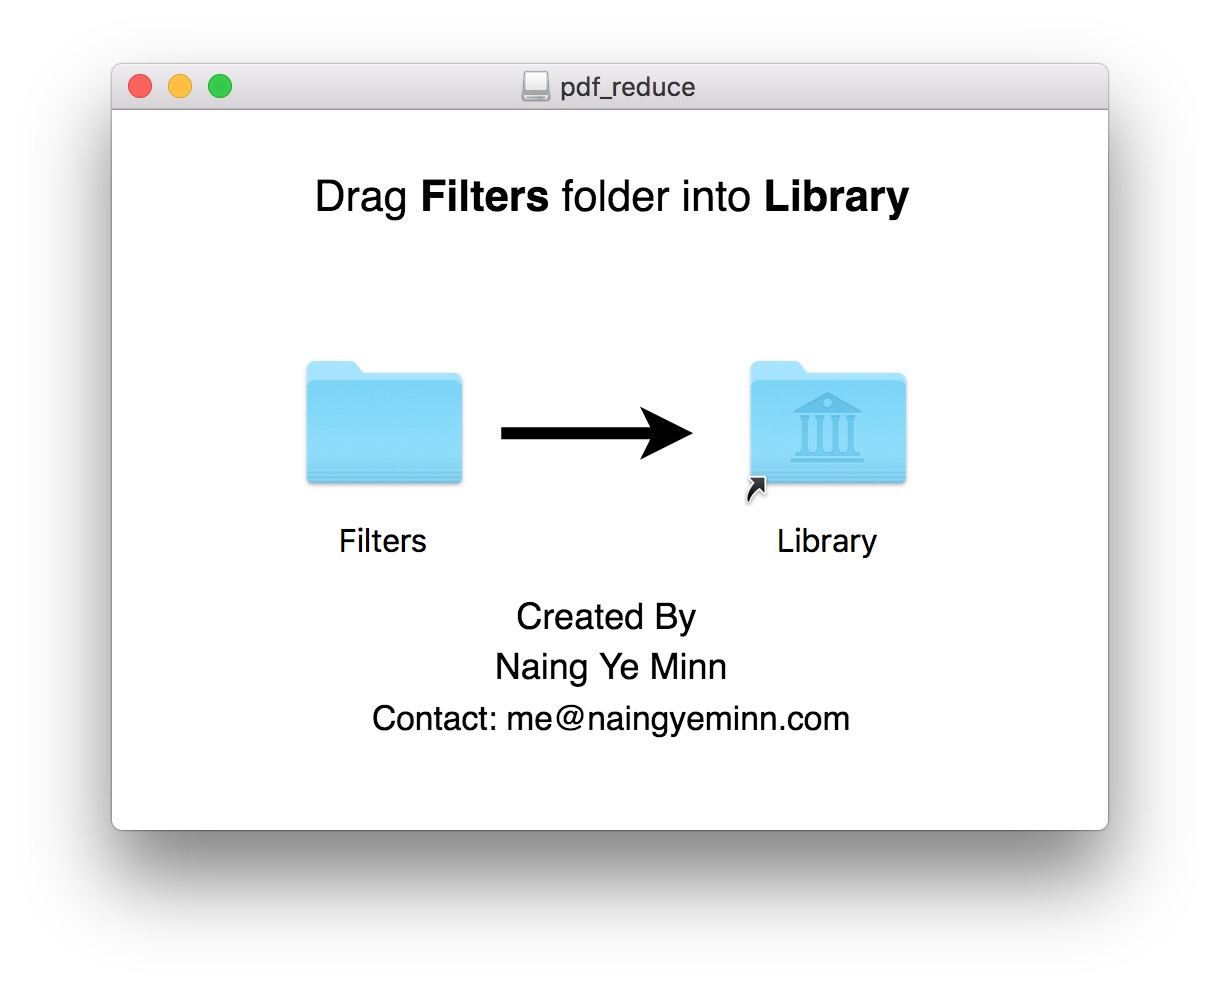 pdf_reduce
Drag Filters folder into Library
Filters
Library
Created By
Naing Ye Minn
Contact: me@naingyeminn.com